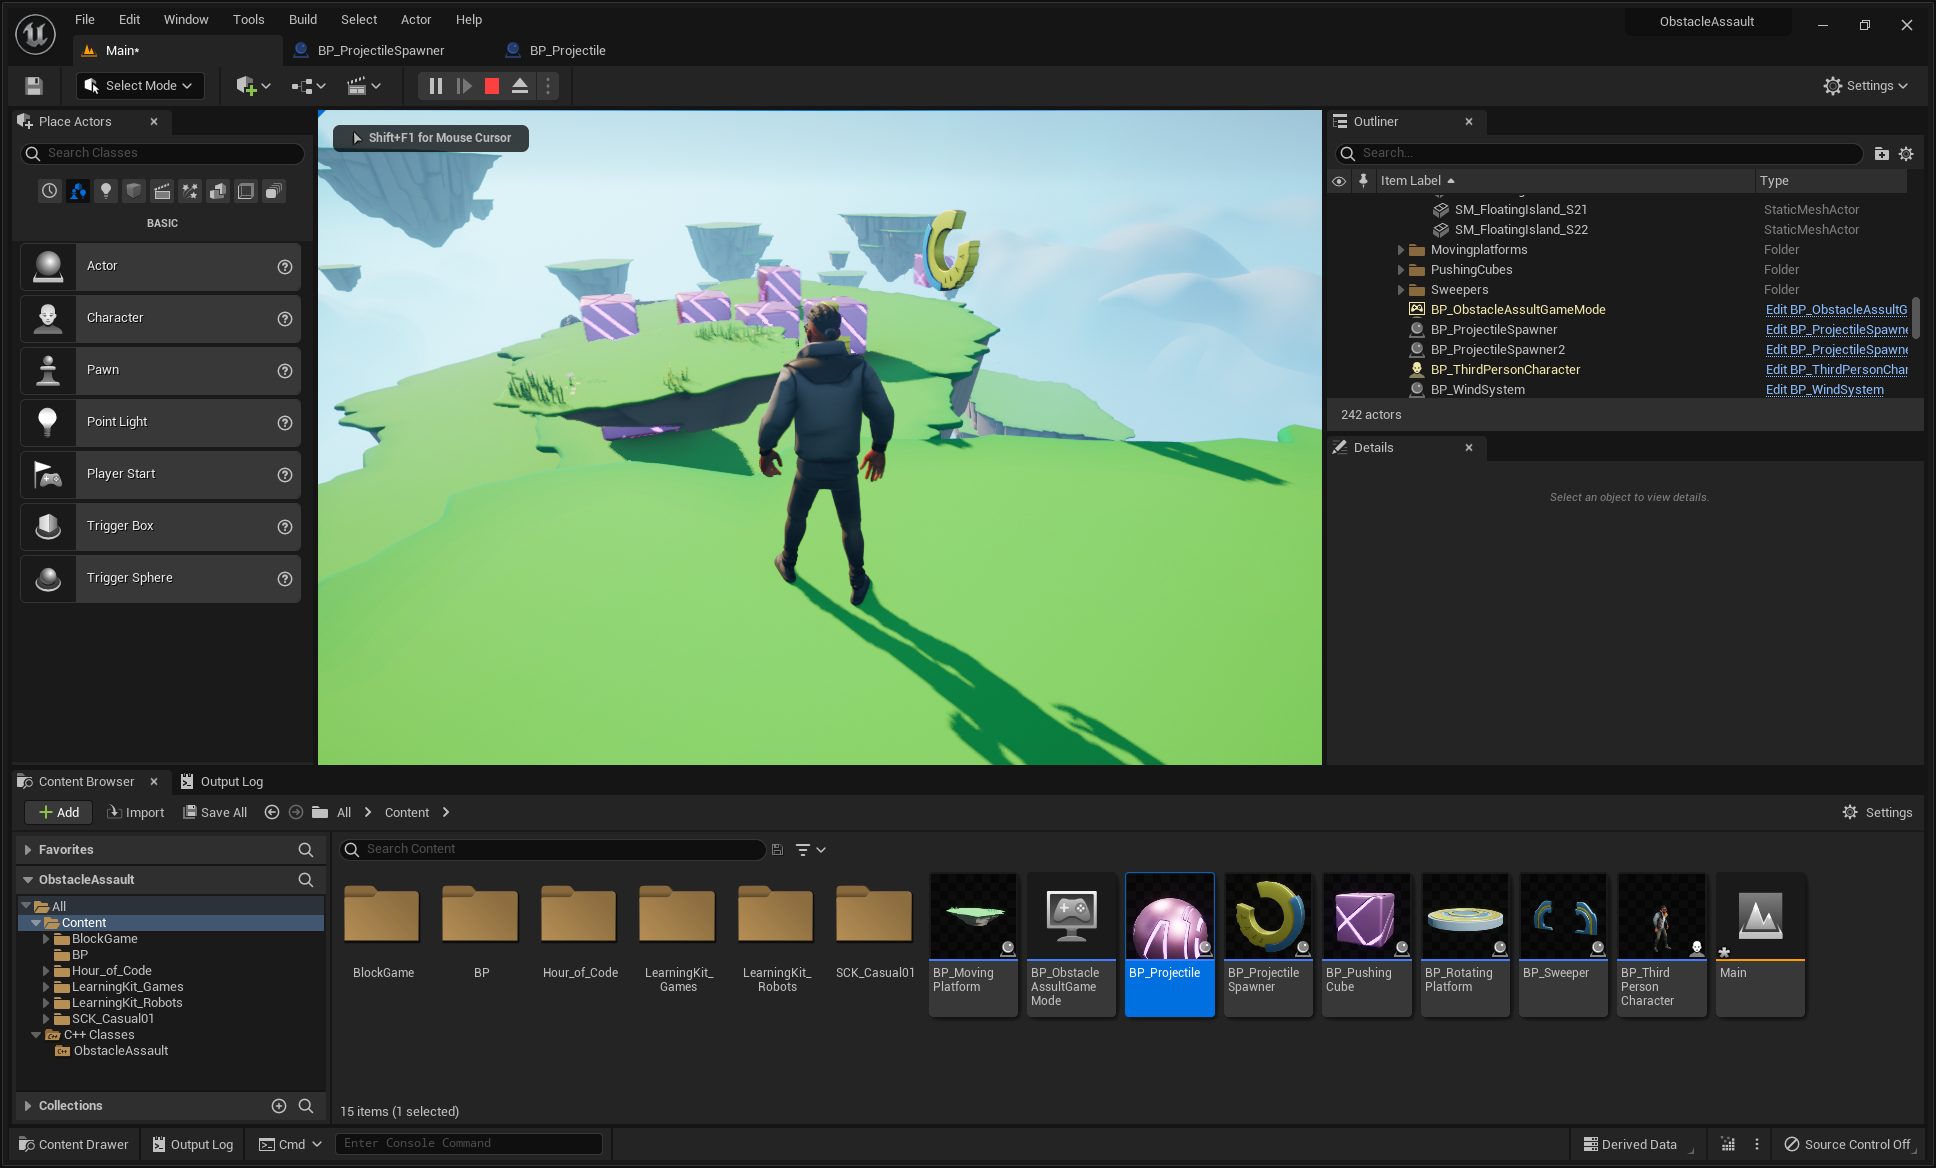 File Edit Window Tools Build Select Actor Help
ObstacleAssault
Main*
BP_ProjectileSpawner
BP_Projectile
Select Mode
Settings
Place Actors
Search Classes
BASIC
Actor
Character
Pawn
Point Light
Player Start
Trigger Box
Trigger Sphere
Shift+F1 for Mouse Cursor
Outliner
Search...
Item Label Type
SM_FloatingIsland_S21 StaticMeshActor
SM_FloatingIsland_S22 StaticMeshActor
Movingplatforms Folder
PushingCubes Folder
Sweepers Folder
BP_ObstacleAssultGameMode Edit BP_ObstacleAssultG
BP_ProjectileSpawner Edit BP_ProjectileSpawne
BP_ProjectileSpawner2 Edit BP_ProjectileSpawne
BP_ThirdPersonCharacter Edit BP_ThirdPersonChar
BP_WindSystem Edit BP_WindSystem
242 actors
Details
Select an object to view details.
Content Browser
Output Log
Add Import Save All All Content
Settings
Favorites
ObstacleAssault
All
Content
BlockGame
BP
Hour_of_Code
LearningKit_Games
LearningKit_Robots
SCK_Casual01
C++ Classes
ObstacleAssault
Collections
Search Content
BlockGame
BP
Hour_of_Code
LearningKit_
Games
LearningKit_
Robots
SCK_Casual01
BP_Moving
Platform
BP_Obstacle
AssultGame
Mode
BP_Projectile
BP_Projectile
Spawner
BP_Pushing
Cube
BP_Rotating
Platform
BP_Sweeper
BP_Third
Person
Character
Main
15 items (1 selected)
Content Drawer Output Log Cmd Enter Console Command
Derived Data Source Control Off